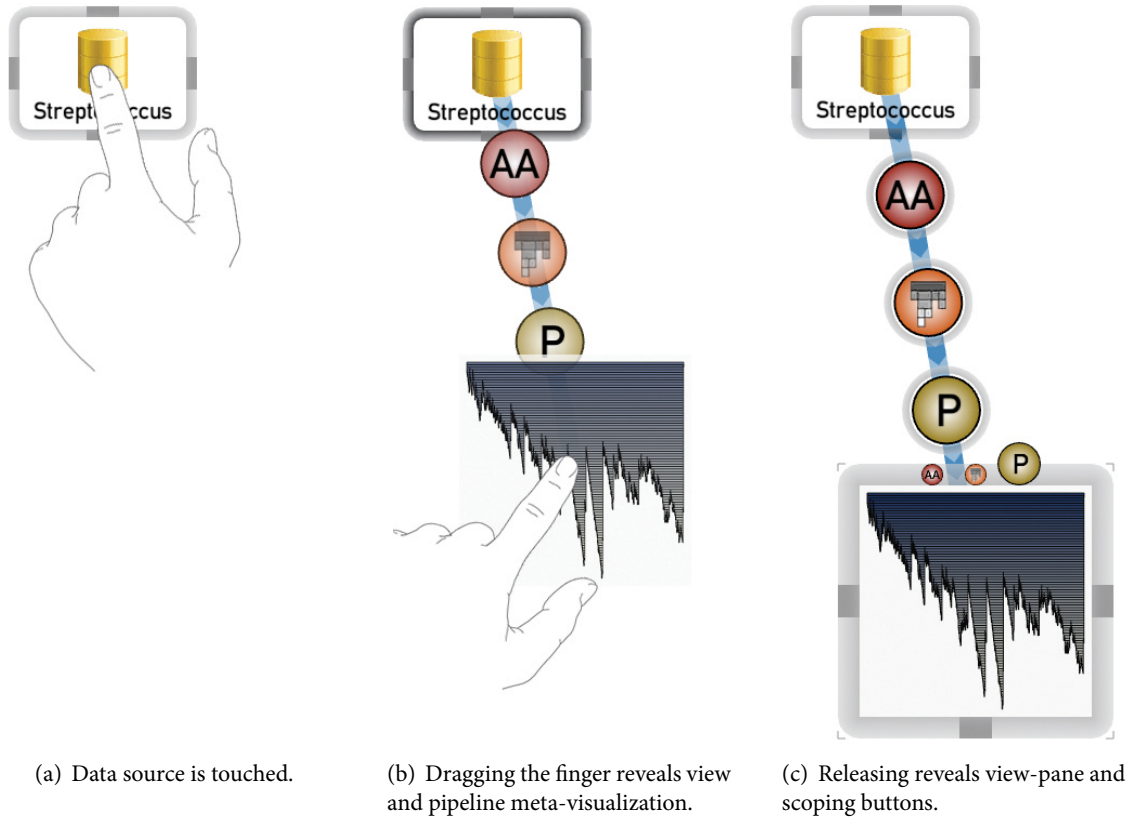 Streptococcus
Streptococcus
AA
P
Streptococcus
AA
P
AA
P
(a) Data source is touched.
(b) Dragging the finger reveals view
and pipeline meta-visualization.
(c) Releasing reveals view-pane and
scoping buttons.